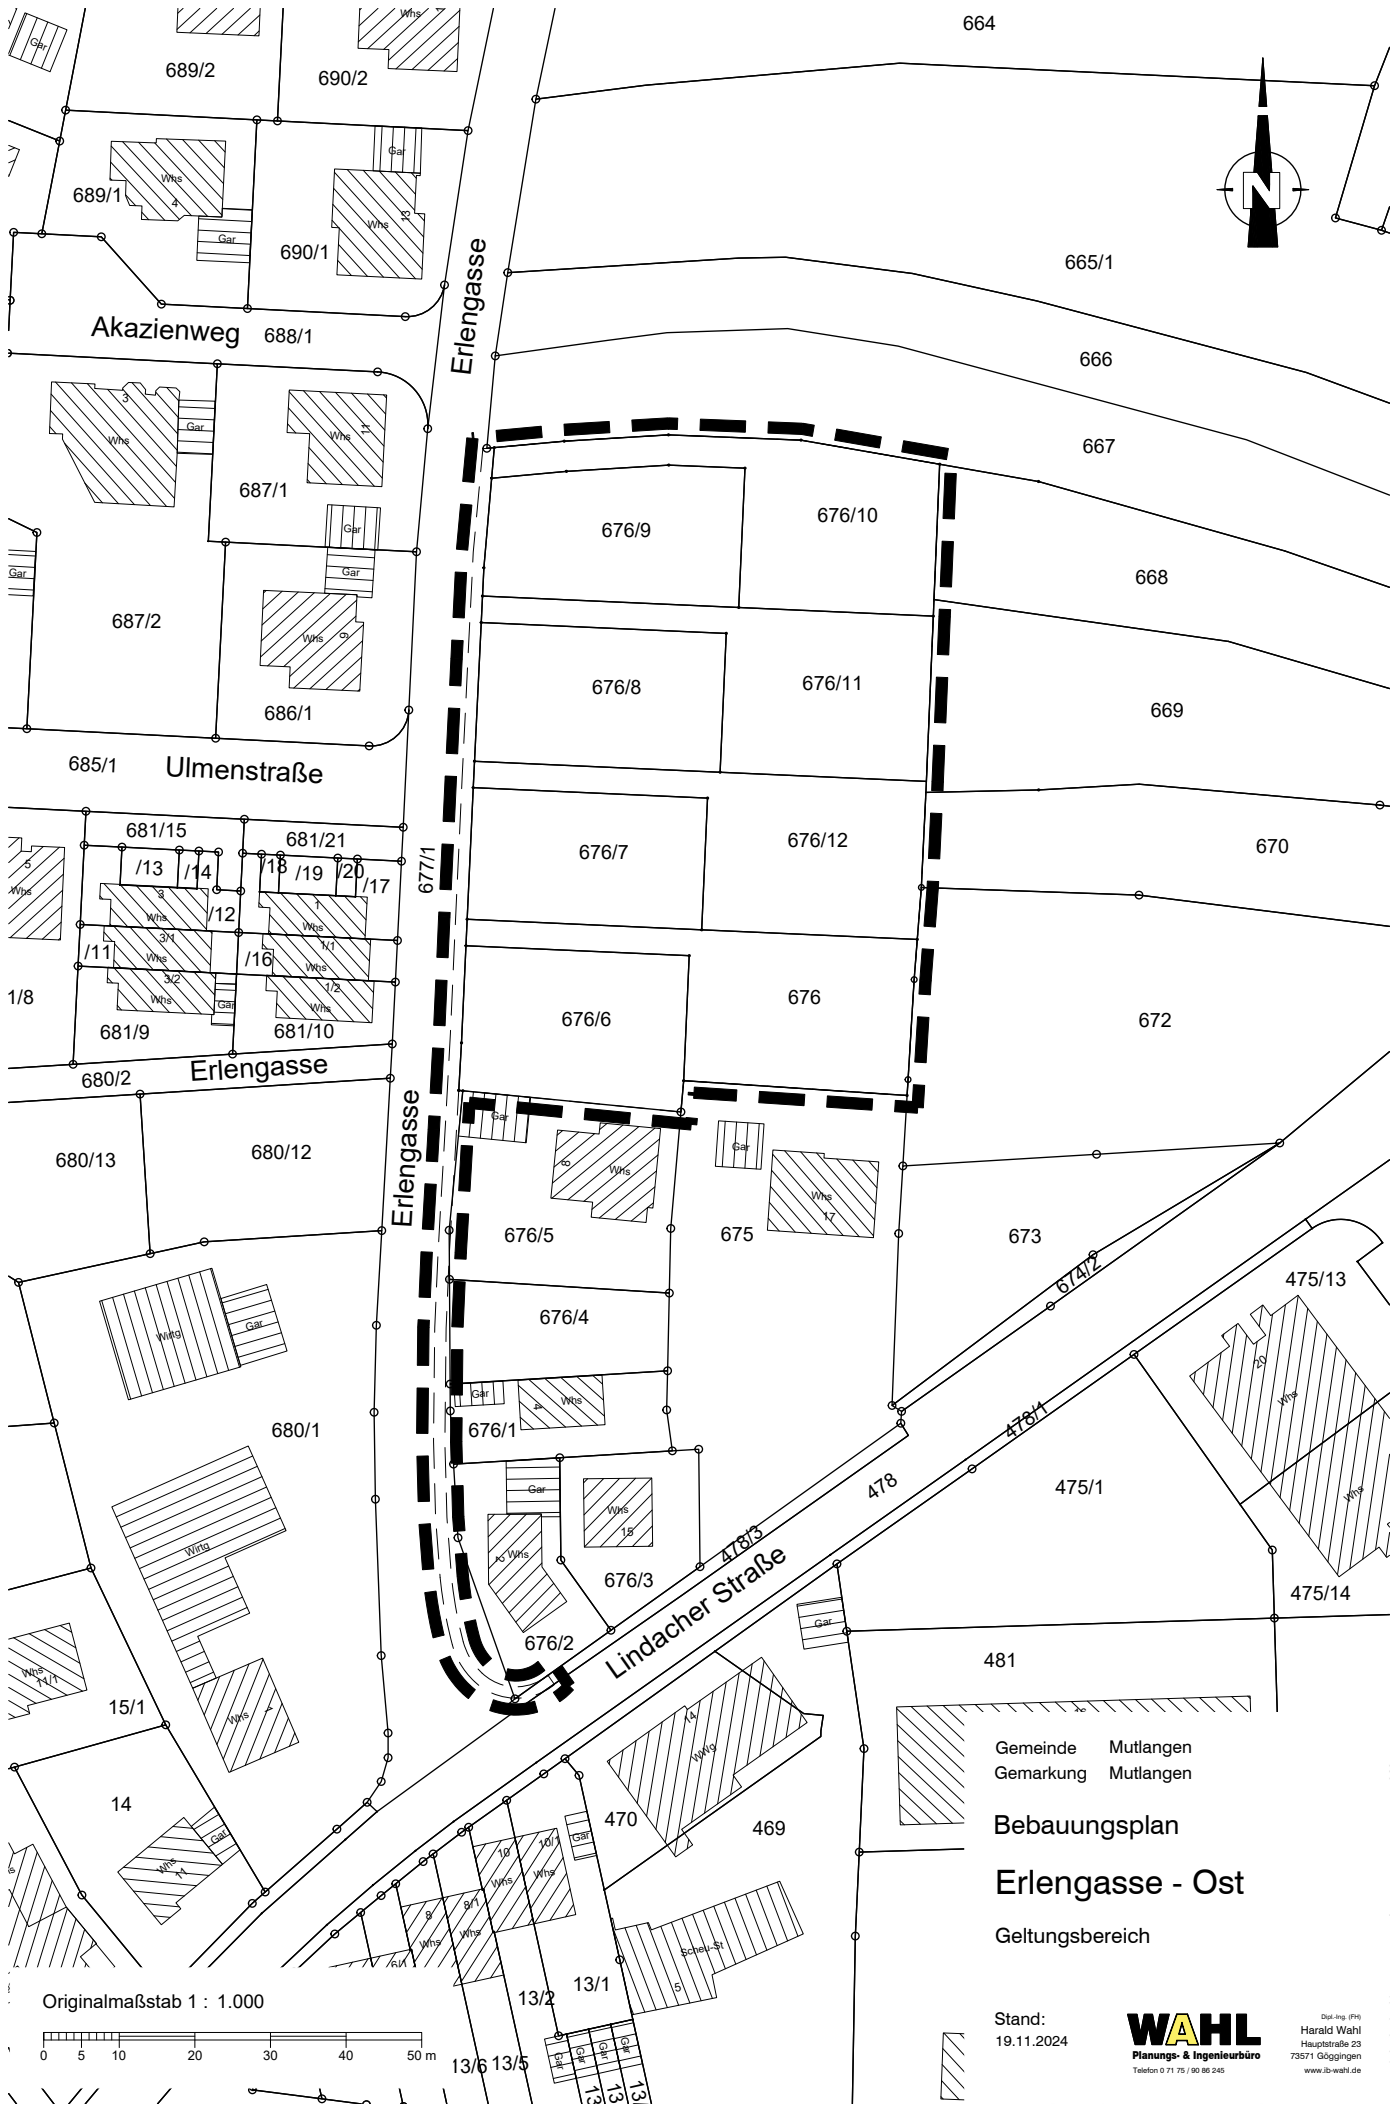 664
Gar
Whs
689/2
690/2
Gar
Whs
4
689/1
Gar
Whs
13
690/1
Gar
665/1
N
Erlengasse
Akazienweg
688/1
666
667
3
Whs
Gar
Whs
11
687/1
Gar
Gar
Gar
676/9
676/10
668
687/2
Whs
9
686/1
676/8
676/11
669
685/1
Ulmenstraße
681/15
681/21
677/1
676/7
676/12
670
5
Whs
/13
/14
/18
/19
/20
/17
3
Whs
/12
1
Whs
/11
3/1
Whs
/16
1/1
Whs
3/2
Whs
Gar
1/2
Whs
1/8
681/9
681/10
676/6
676
672
680/2
Erlengasse
Erlengasse
680/13
680/12
Gar
8
Whs
Gar
Whs
17
676/5
675
673
674/2
475/13
Wirtg
Gar
676/4
20
Whs
Whs
680/1
Gar
4
Whs
676/1
478/1
478
475/1
Gar
Whs
15
Wirtg
2
Whs
478/3
676/3
Lindacher Straße
676/2
475/14
Gar
481
Whs
11/1
15/1
Whs
1
14
WWg
14
470
469
Gar
Whs
11
Gar
10
10/1
Whs
Whs
8
8/1
Whs
Whs
6/1
Scheu-St
5
13/1
13/2
13/5
13/6
Gar
Gar
Gar
Gar
13
13
13/
Gemeinde Mutlangen
Gemarkung Mutlangen
Bebauungsplan
Erlengasse - Ost
Geltungsbereich
Originalmaßstab 1 : 1.000
0 5 10 20 30 40 50 m
Stand:
19.11.2024
WAHL
Planungs- & Ingenieurbüro
Telefon 0 71 75 / 90 86 245
Dipl.-Ing. (FH)
Harald Wahl
Hauptstraße 23
73571 Göggingen
www.ib-wahl.de